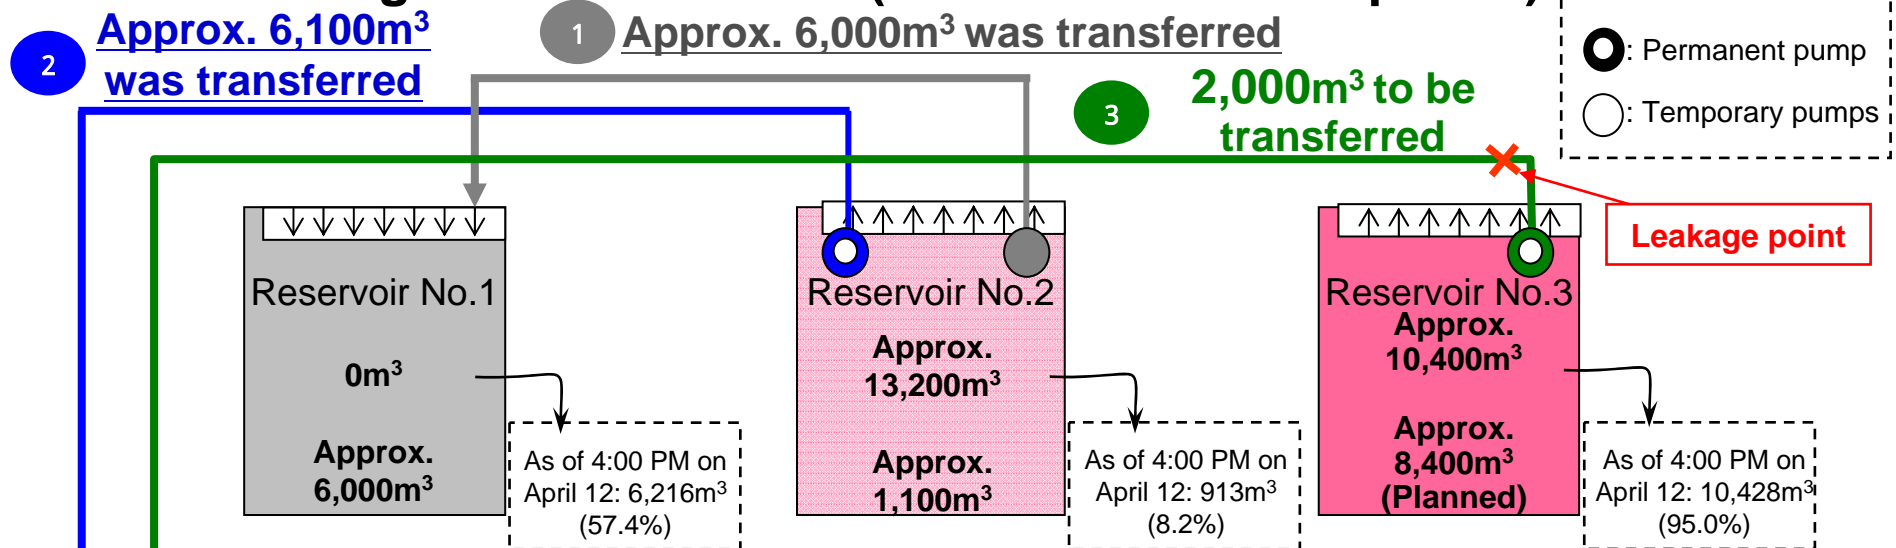 2
Approx. 6,100m³
was transferred
1
Approx. 6,000m³ was transferred
3
2,000m³ to be
transferred
: Permanent pump
: Temporary pumps
Leakage point
Reservoir No.1
0m³
Approx.
6,000m³
As of 4:00 PM on
April 12: 6,216m³
(57.4%)
Reservoir No.2
Approx.
13,200m³
Approx.
1,100m³
As of 4:00 PM on
April 12: 913m³
(8.2%)
Reservoir No.3
Approx.
10,400m³
Approx.
8,400m³
(Planned)
As of 4:00 PM on
April 12: 10,428m³
(95.0%)